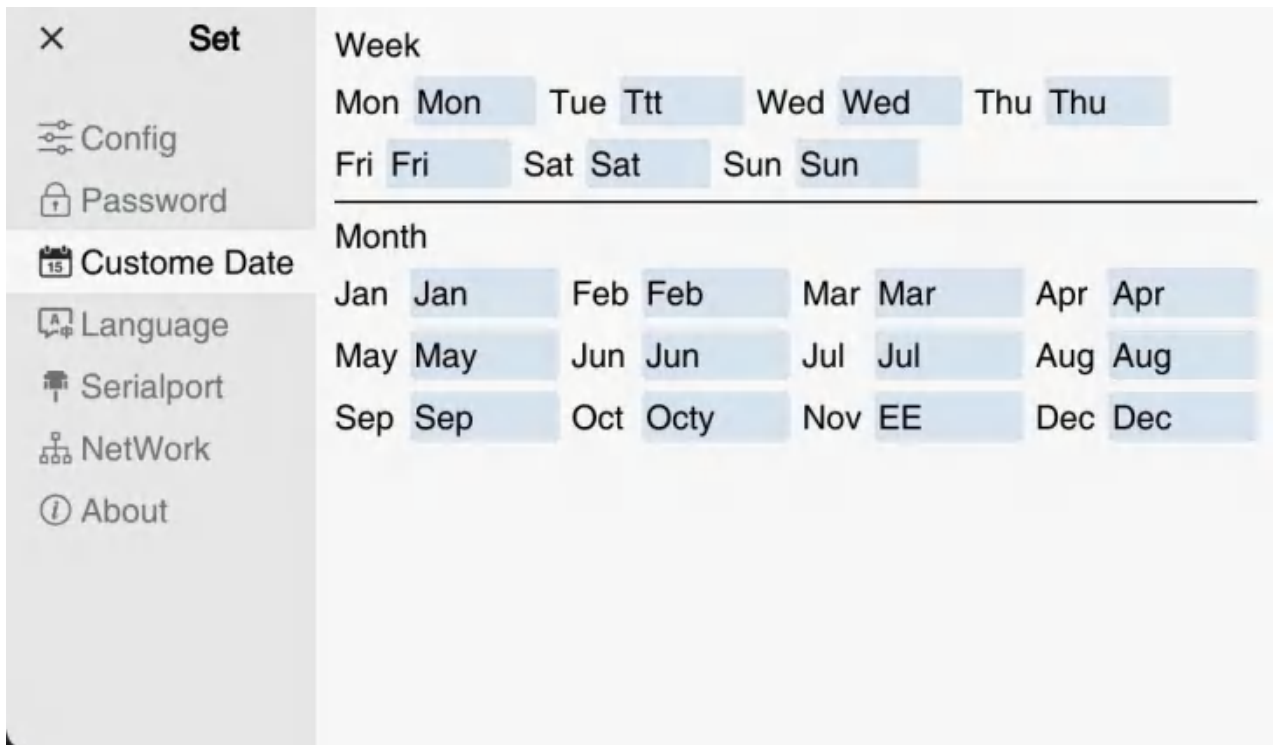 Set
Config
Password
Custome Date
Language
Serialport
NetWork
About
Week
Mon Mon Tue Ttt Wed Wed Thu Thu
Fri Fri Sat Sat Sun Sun
Month
Jan Jan Feb Feb Mar Mar Apr Apr
May May Jun Jun Jul Jul Aug Aug
Sep Sep Oct Octy Nov EE Dec Dec